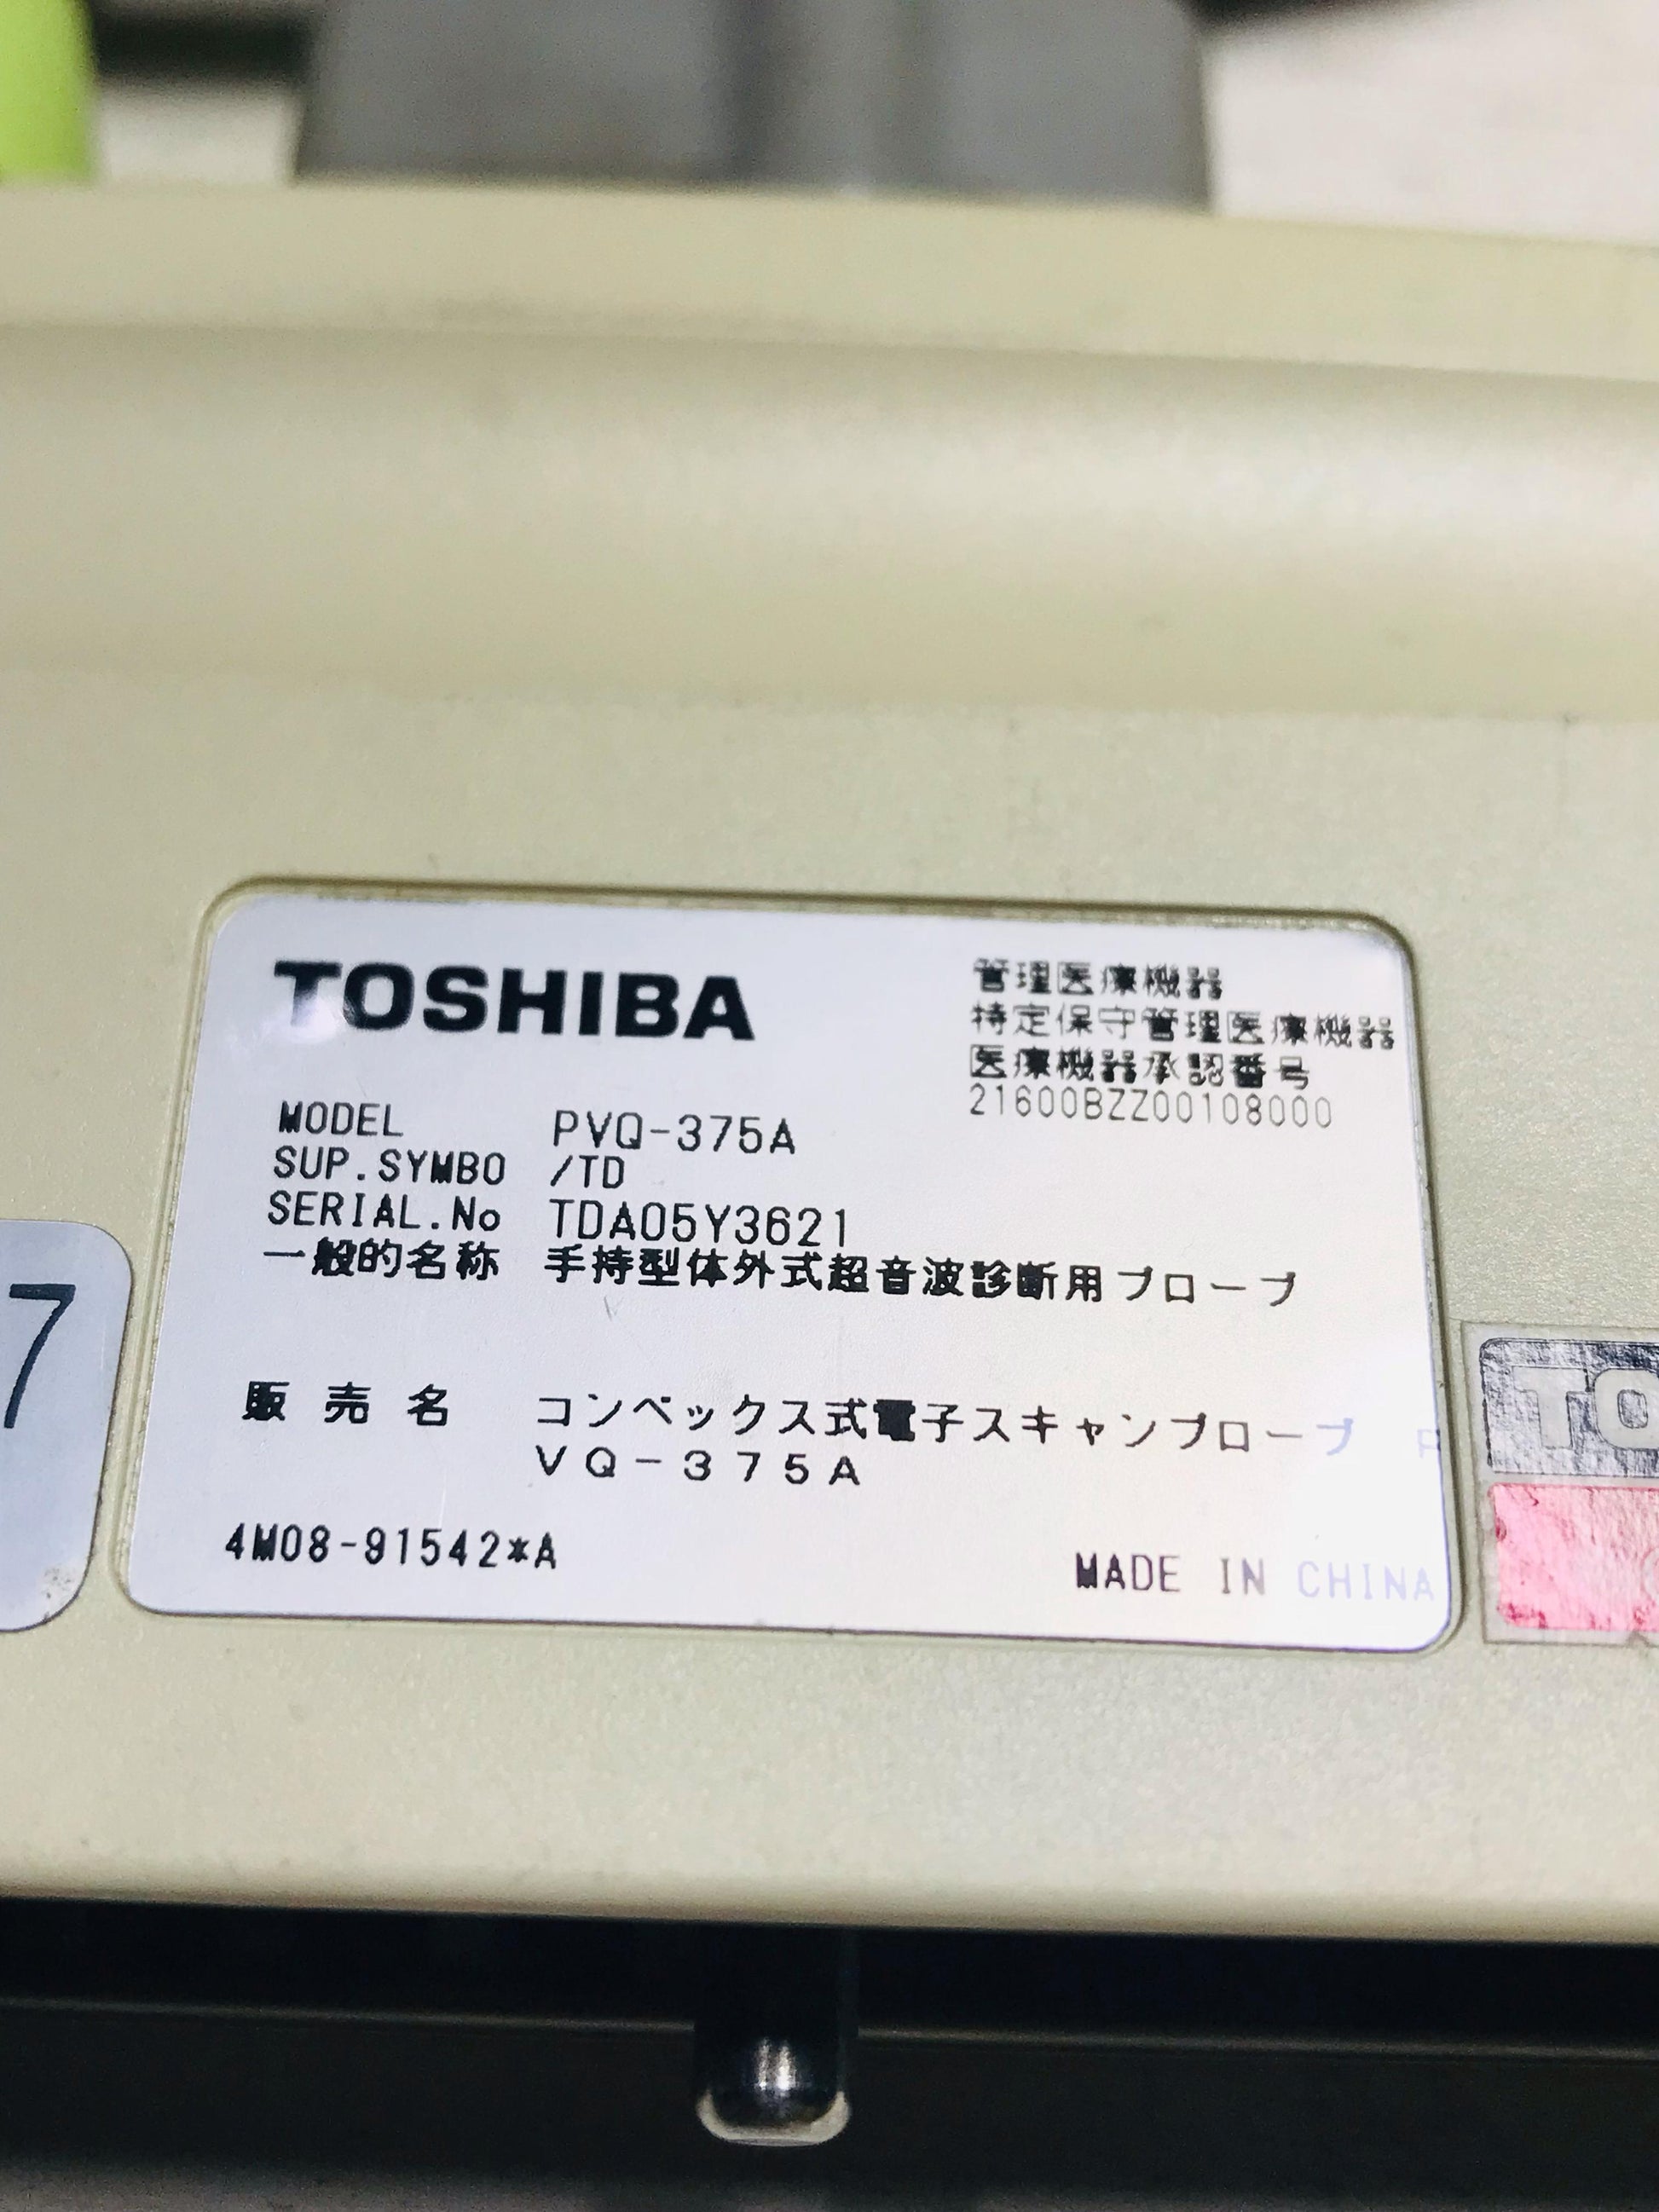 TOSHIBA
管理医療機器
特定保守管理医療機器
医療機器承認番号
21600BZZ00108000
MODEL PVQ-375A
SUP.SYMBO /TD
SERIAL.No TDA05Y3621
一般的名称 手持型体外式超音波診断用プローブ
販売名 コンベックス式電子スキャンプローブ P
VQ-375A
4M08-91542*A
MADE IN CHINA
7
TO